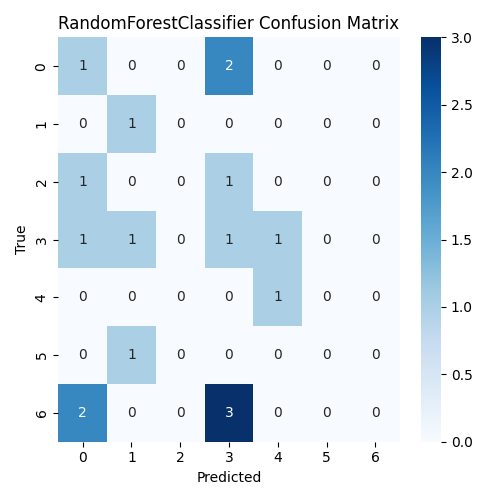 RandomForestClassifier Confusion Matrix
3.0
0 1 0 0 2 0 0 0
2.5
1 0 1 0 0 0 0 0
2.0
2 1 0 0 1 0 0 0
True
3 1 1 0 1 1 0 0
1.5
1.0
4 0 0 0 0 1 0 0
5 0 1 0 0 0 0 0
0.5
6 2 0 0 3 0 0 0
0.0
0 1 2 3 4 5 6
Predicted